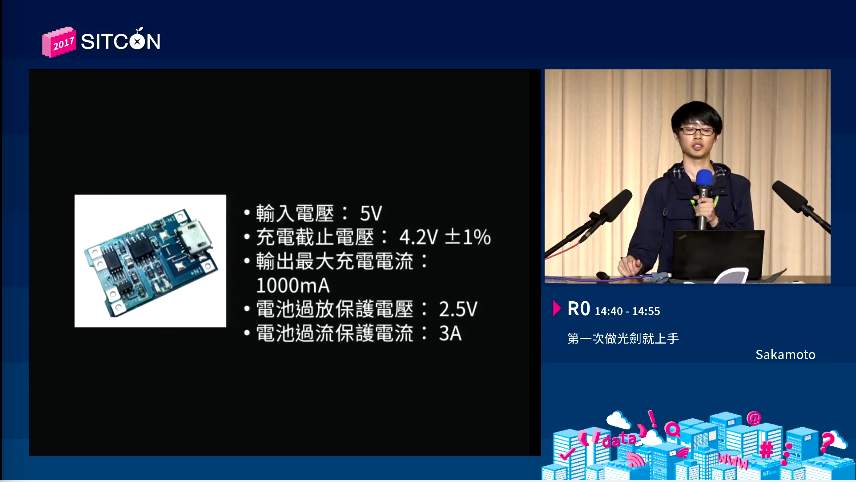 2017 SITCON
• 輸入電壓： 5V
• 充電截止電壓： 4.2V ±1%
• 輸出最大充電電流：
1000mA
• 電池過放保護電壓： 2.5V
• 電池過流保護電流： 3A
R0 14:40 - 14:55
第一次做光劍就上手
Sakamoto
data
@
www
#
?